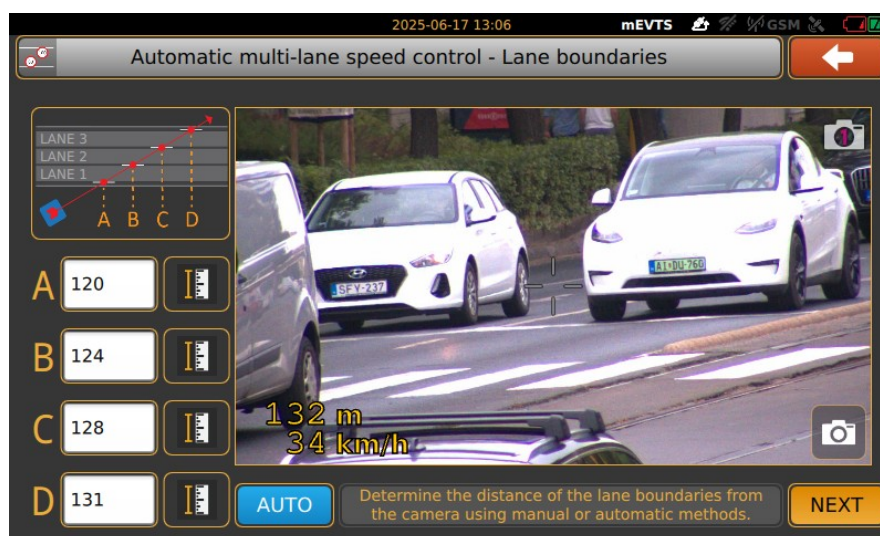 2025-06-17 13:06
mEVTS
GSM
Automatic multi-lane speed control - Lane boundaries
LANE 3
LANE 2
LANE 1
A B C D
A 120
B 124
C 128
D 131
SFY-237
AI DU-760
1
132 m
34 km/h
AUTO
Determine the distance of the lane boundaries from
the camera using manual or automatic methods.
NEXT